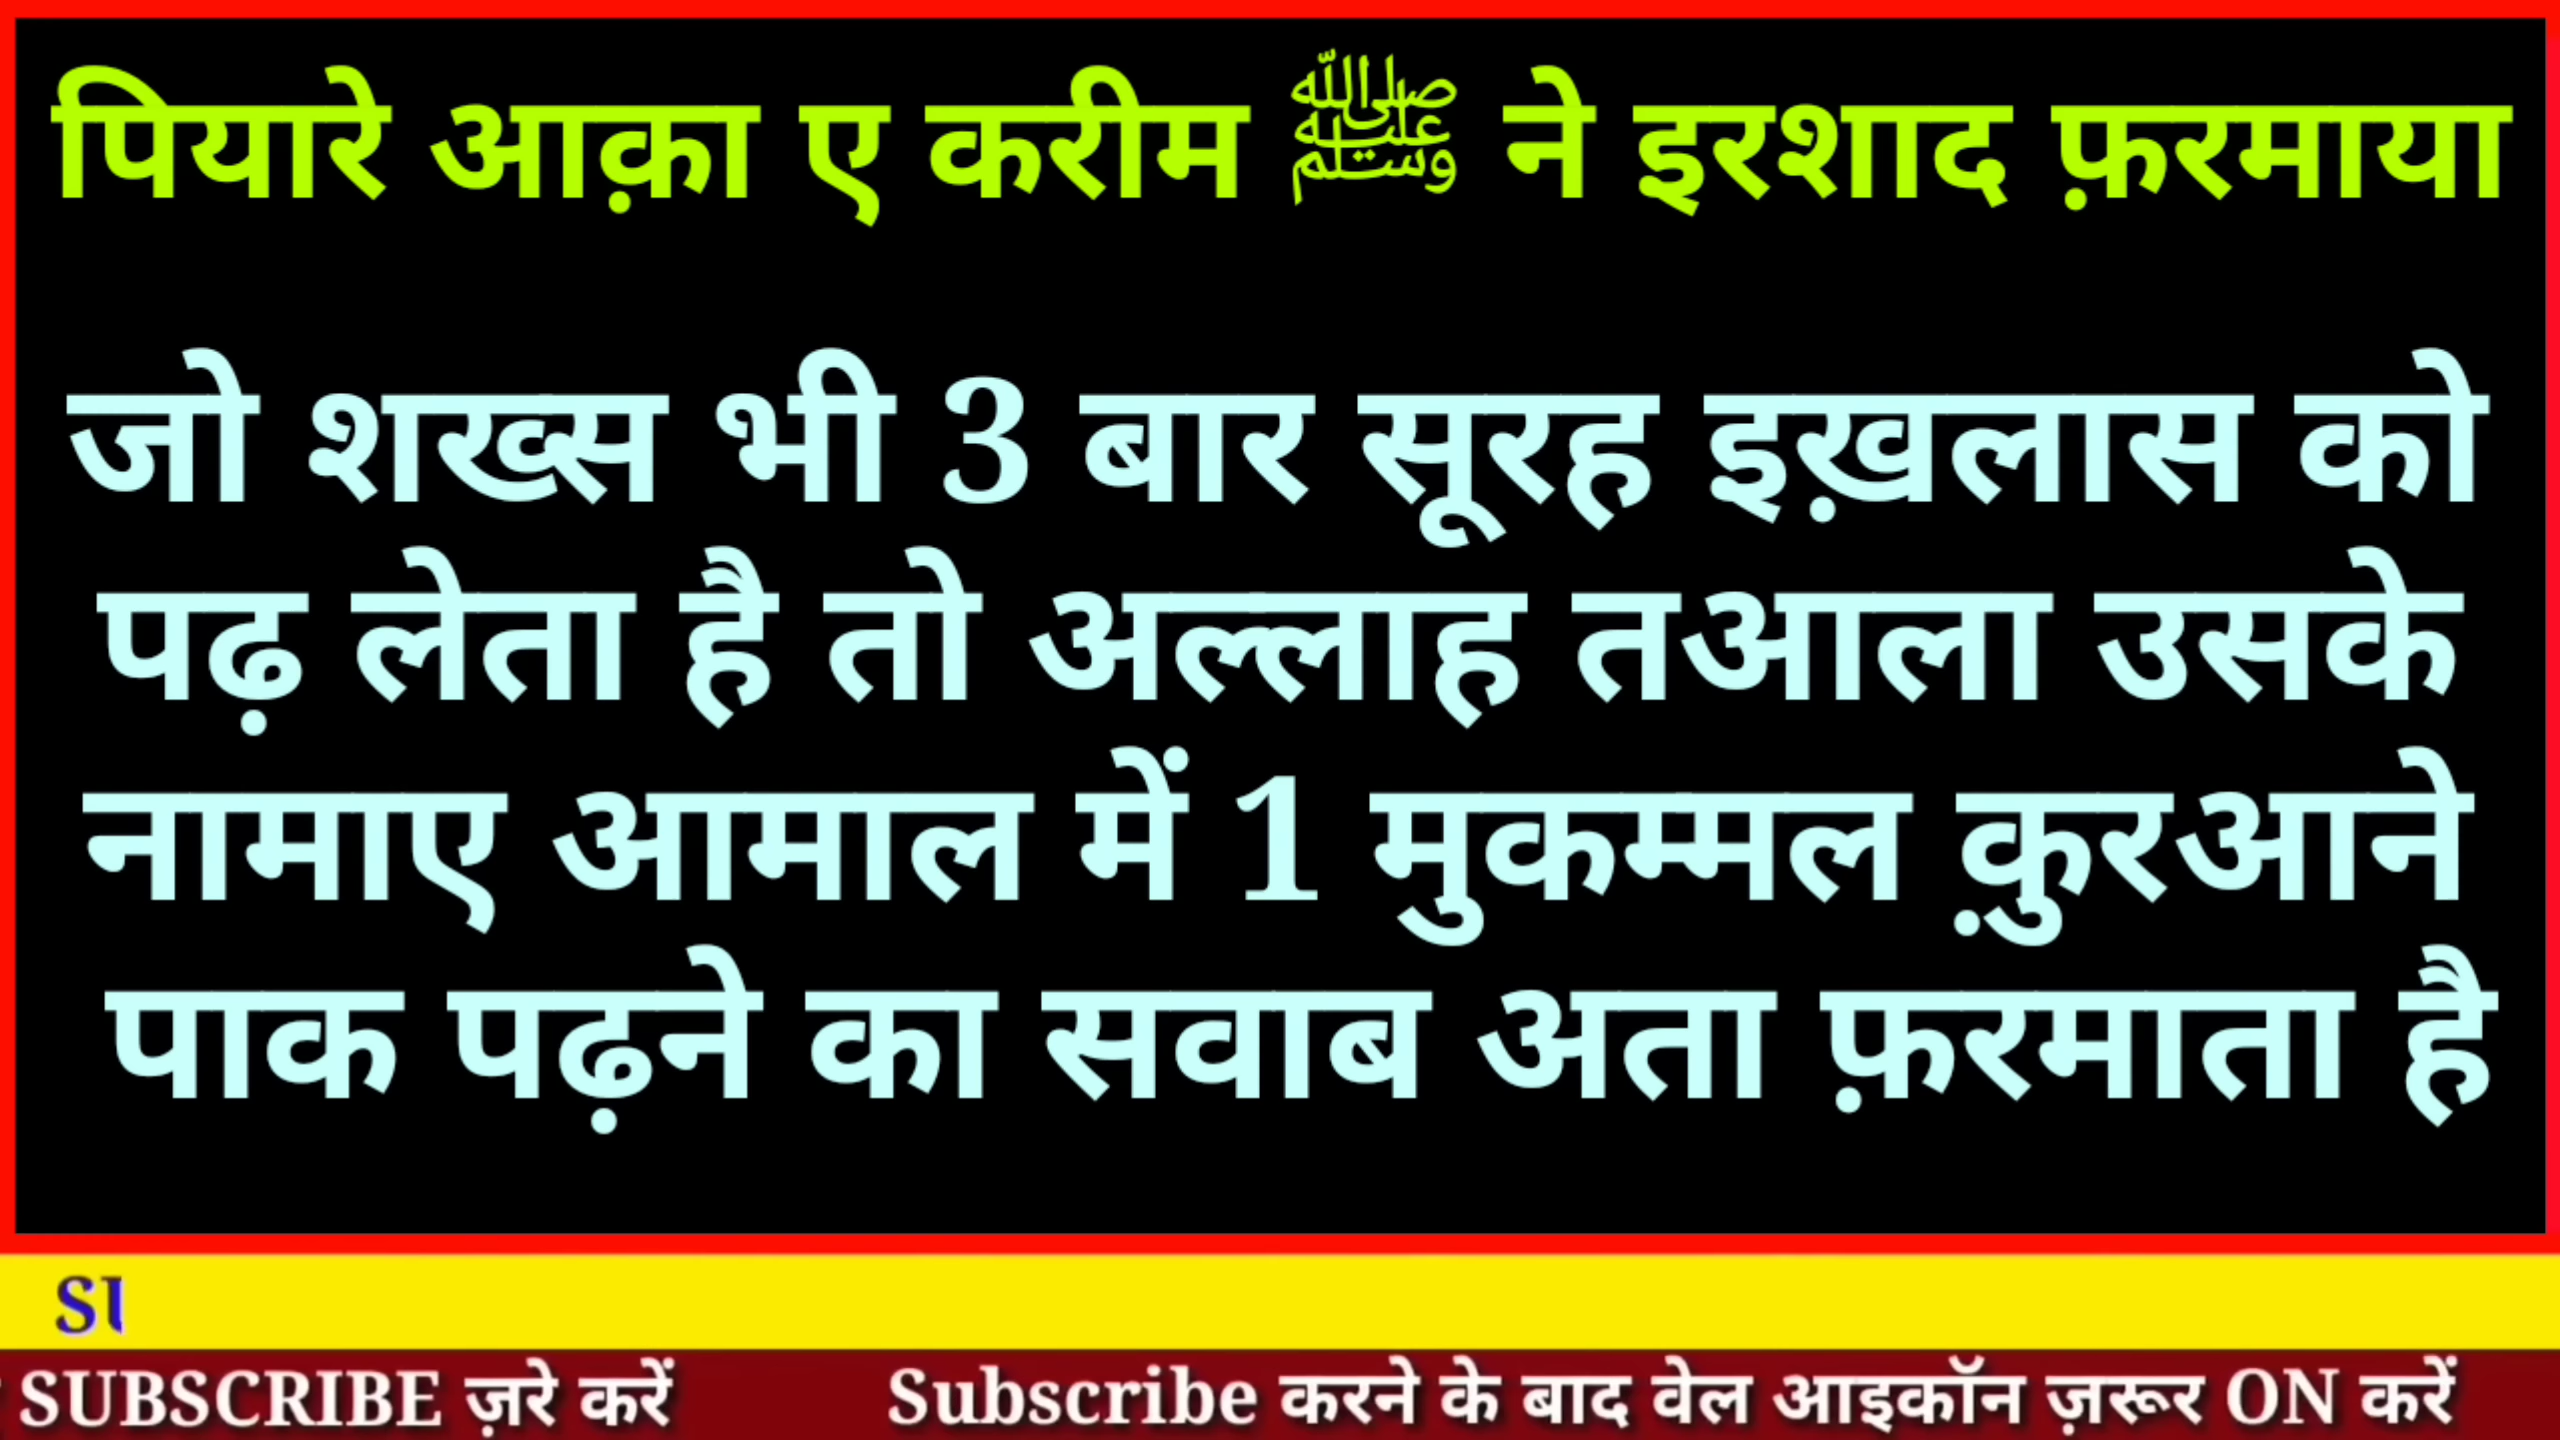 पियारे आक़ा ए करीम ﷺ ने इरशाद फ़रमाया
जो शख्स भी 3 बार सूरह इख़लास को
पढ़ लेता है तो अल्लाह तआला उसके
नामाए आमाल में 1 मुकम्मल क़ुरआने
पाक पढ़ने का सवाब अता फ़रमाता है
SUBSCRIBE ज़रे करें Subscribe करने के बाद वेल आइकॉन ज़रूर ON करें